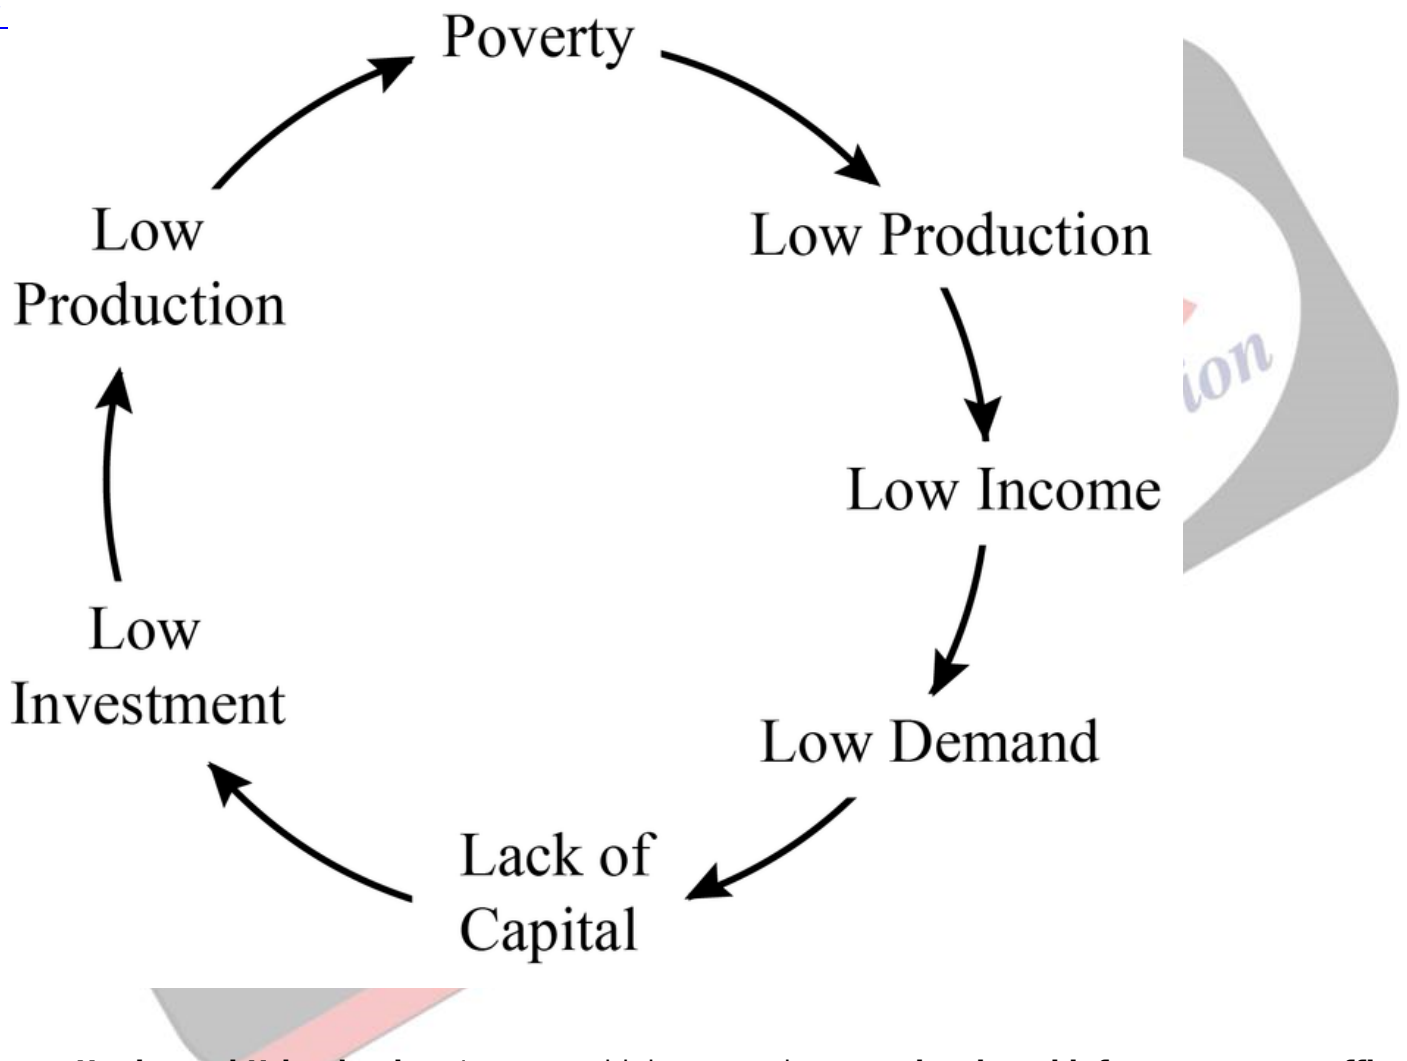 Poverty
Low Production
Low Income
Low Demand
Lack of
Capital
Low
Investment
Low
Production
ion